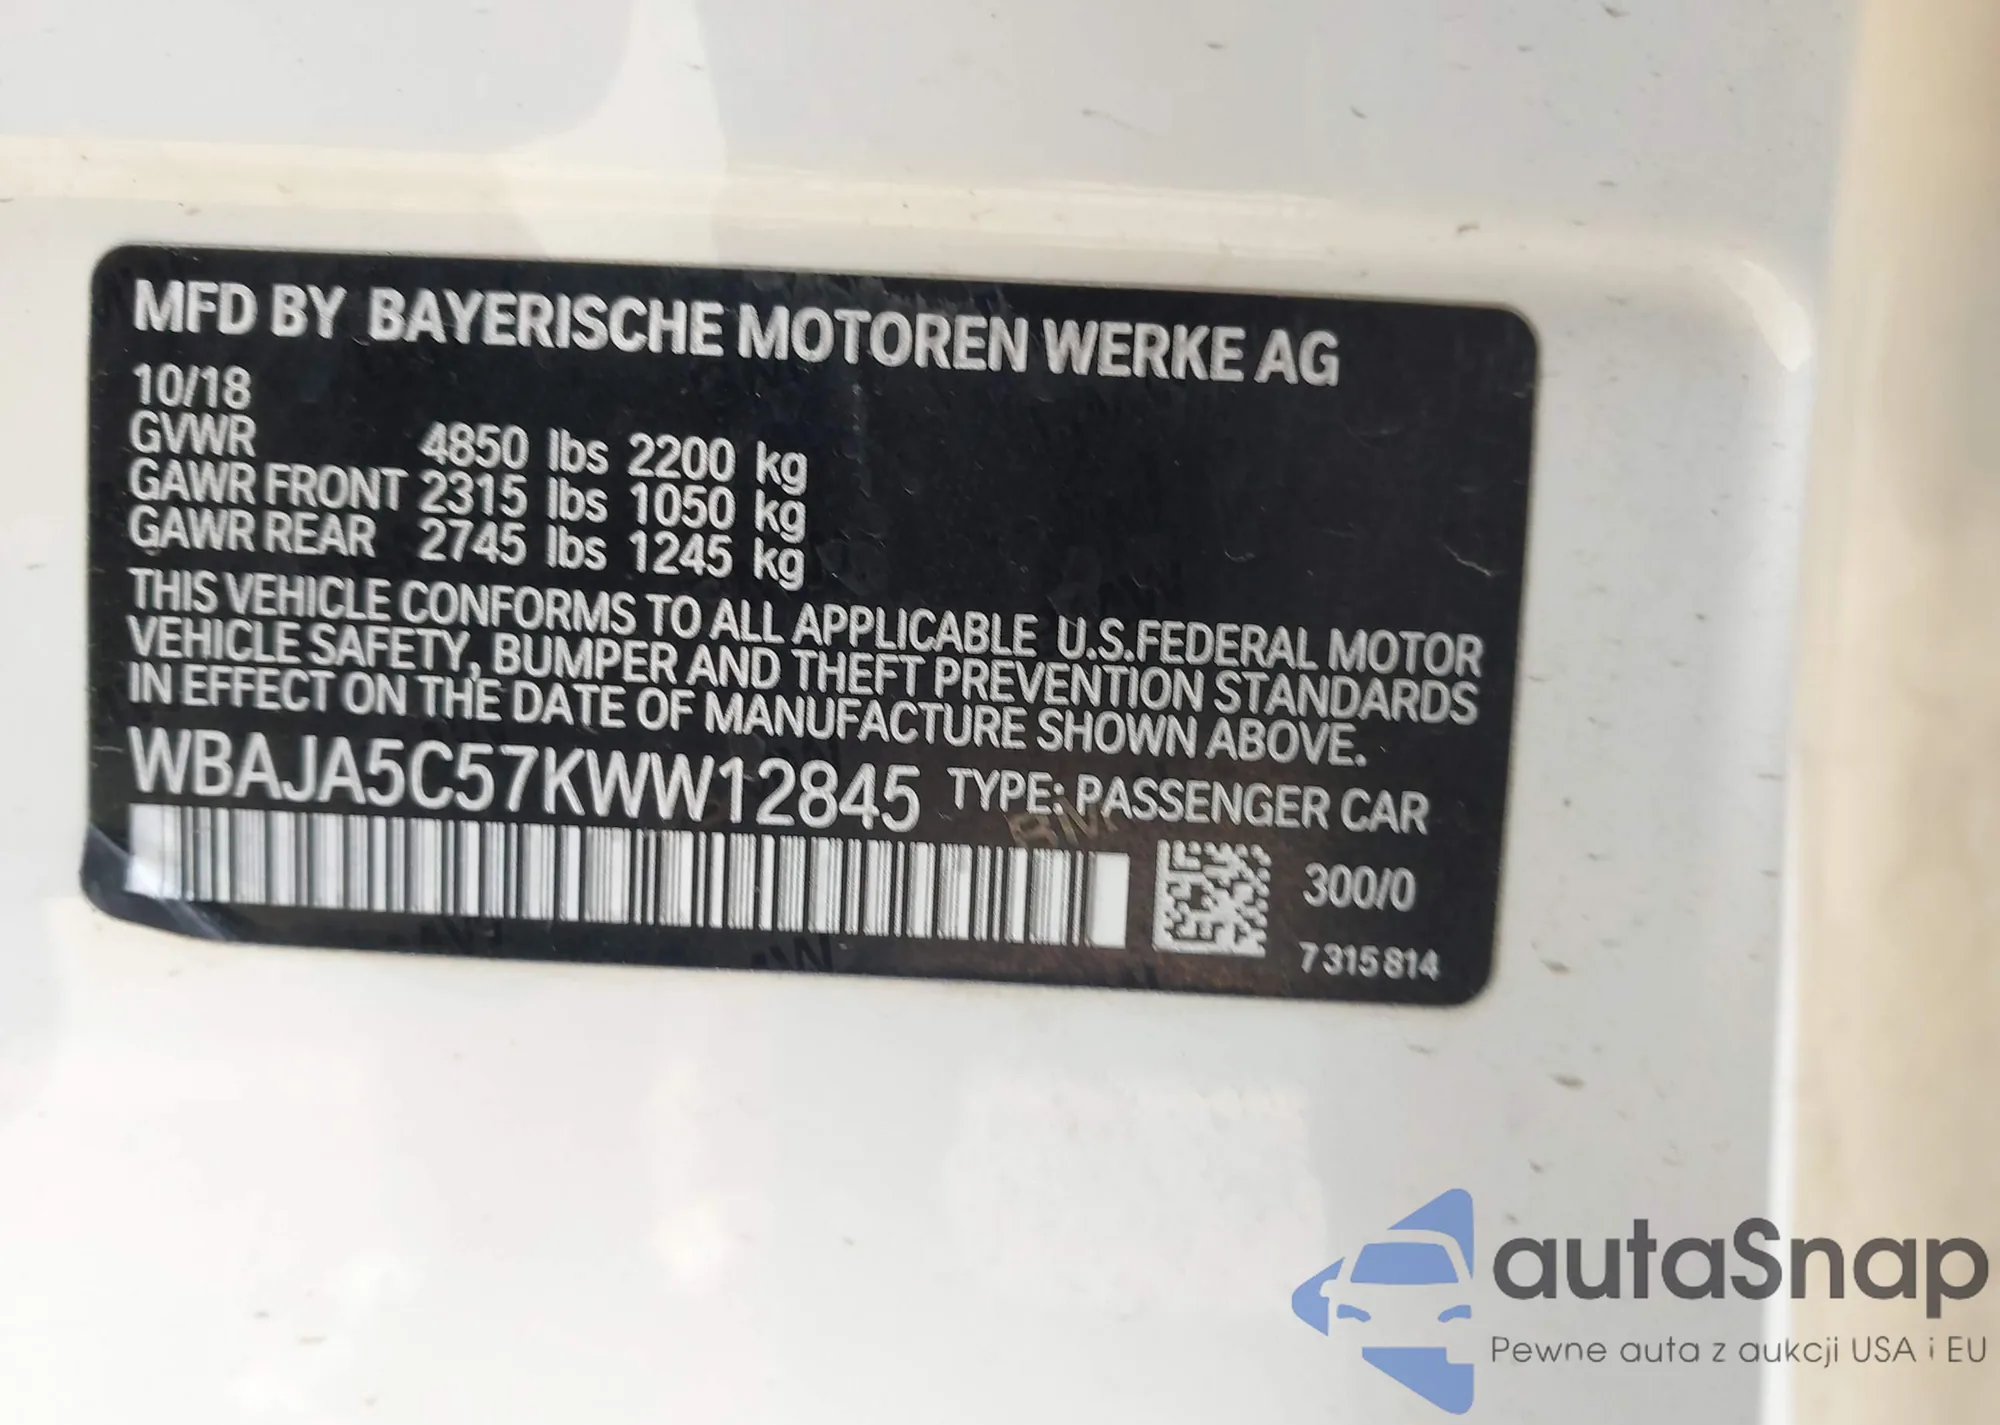 MFD BY BAYERISCHE MOTOREN WERKE AG
10/18
GVWR 4850 lbs 2200 kg
GAWR FRONT 2315 lbs 1050 kg
GAWR REAR 2745 lbs 1245 kg
THIS VEHICLE CONFORMS TO ALL APPLICABLE U.S.FEDERAL MOTOR
VEHICLE SAFETY, BUMPER AND THEFT PREVENTION STANDARDS
IN EFFECT ON THE DATE OF MANUFACTURE SHOWN ABOVE.
WBAJA5C57KWW12845 TYPE: PASSENGER CAR
300/0
7 315 814
autaSnap
Pewne auta z aukcji USA i EU